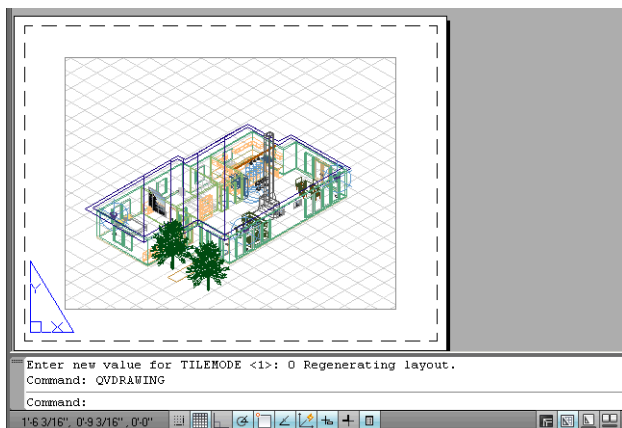 Y
X
Enter new value for TILEMODE <1>: 0 Regenerating layout.
Command: QVDRAWING
Command:
1'-6 3/16", 0'-9 3/16" , 0'-0"